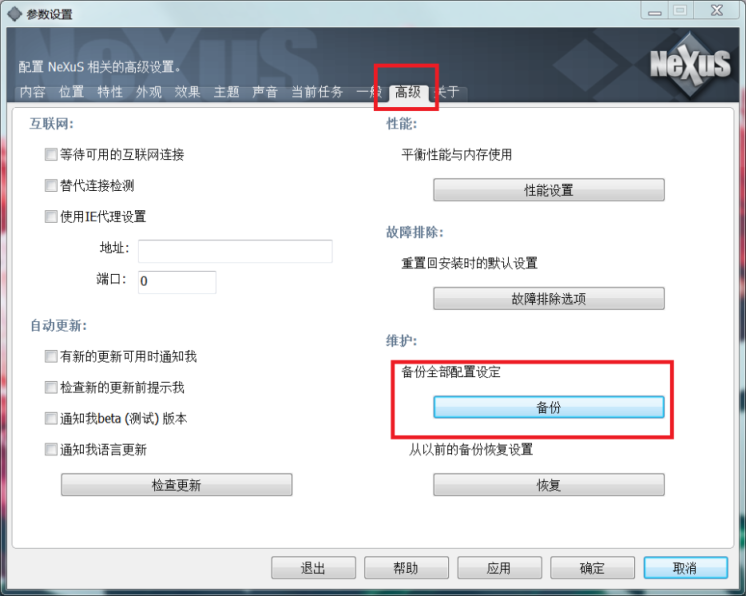 参数设置
配置 NeXuS 相关的高级设置。
NeXuS
内容 位置 特性 外观 效果 主题 声音 当前任务 一般 高级 关于
互联网:
等待可用的互联网连接
替代连接检测
使用IE代理设置
地址:
端口: 0
自动更新:
有新的更新可用时通知我
检查新的更新前提示我
通知我beta (测试) 版本
通知我语言更新
检查更新
性能:
平衡性能与内存使用
性能设置
故障排除:
重置回安装时的默认设置
故障排除选项
维护:
备份全部配置设定
备份
从以前的备份恢复设置
恢复
退出 帮助 应用 确定 取消